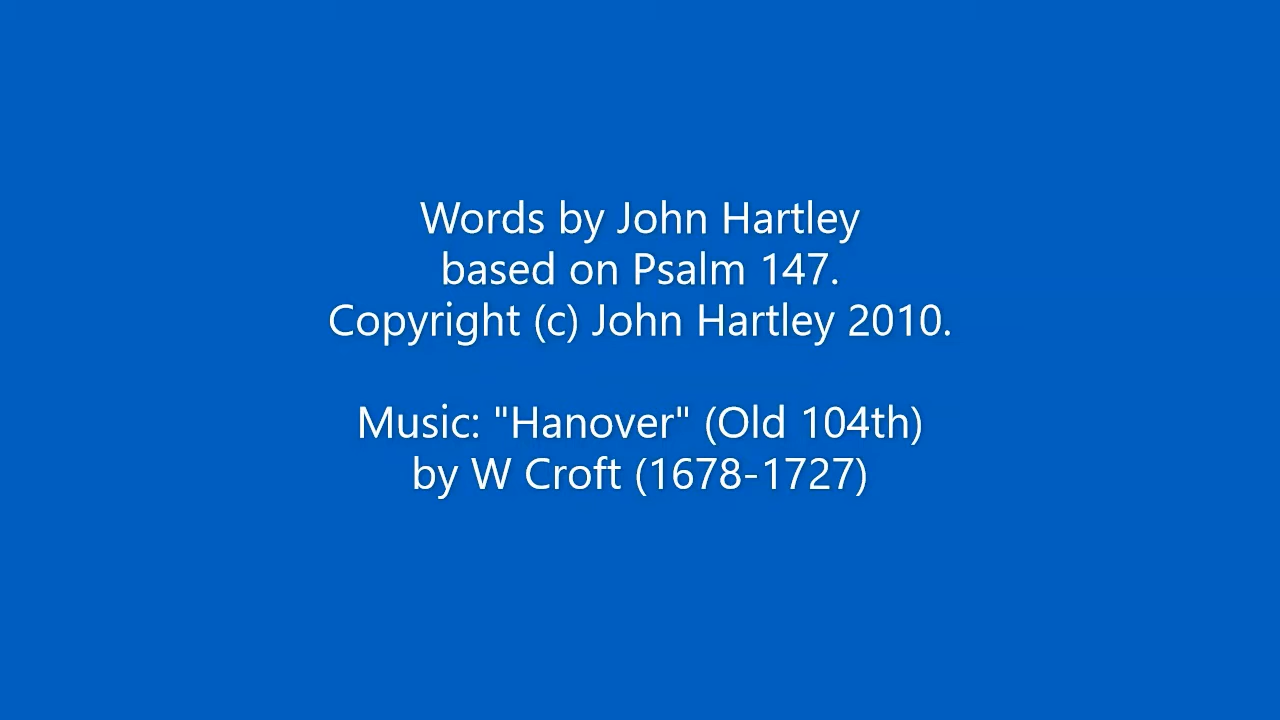 Words by John Hartley
based on Psalm 147.
Copyright (c) John Hartley 2010.
Music: "Hanover" (Old 104th)
by W Croft (1678-1727)